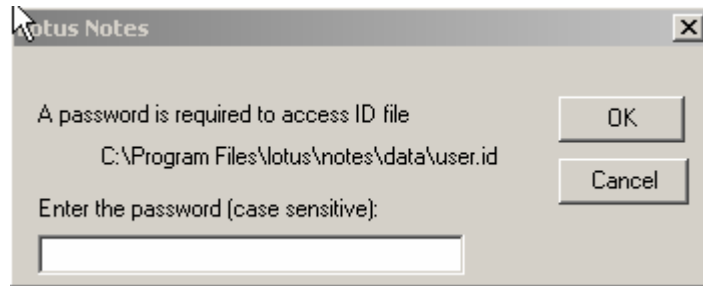 Lotus Notes
A password is required to access ID file
OK
C:\Program Files\lotus\notes\data\user.id
Cancel
Enter the password (case sensitive):